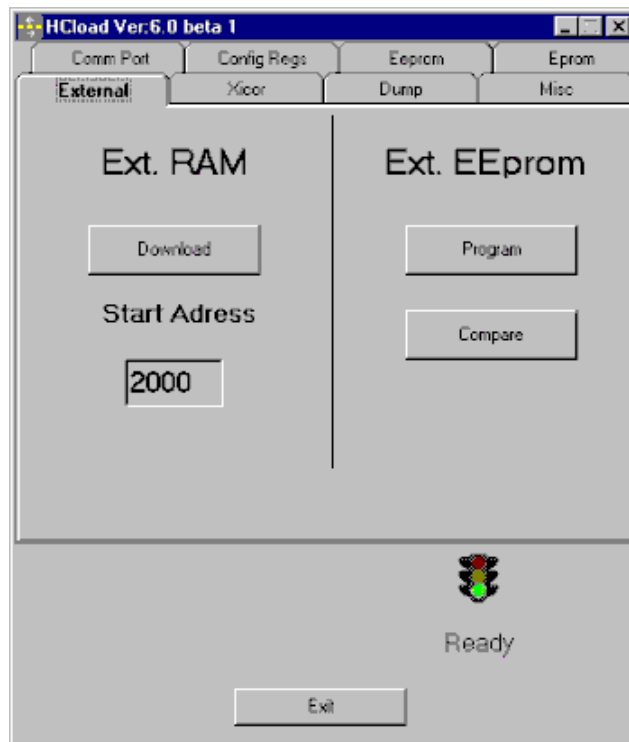 HCload Ver:6.0 beta 1
Comm Port Config Regs Eeprom Eprom
External Xicor Dump Misc
Ext. RAM Ext. EEprom
Download Program
Start Adress
Compare
2000
Ready
Exit